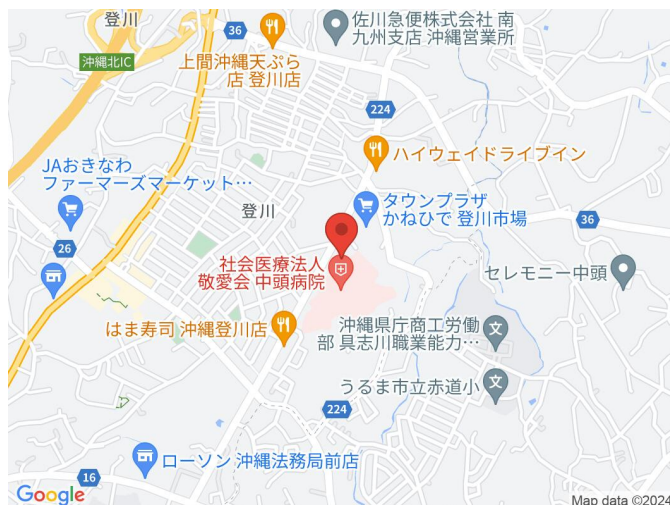 登川
36
佐川急便株式会社 南
九州支店 沖縄営業所
沖縄北IC
上間沖縄天ぷら
店 登川店
224
ハイウェイドライブイン
JAおきなわ
ファーマーズマーケット…
登川
タウンプラザ
かねひで 登川市場
36
26
社会医療法人
敬愛会 中頭病院
セレモニー中頭
はま寿司 沖縄登川店
沖縄県庁商工労働
部 具志川職業能力…
うるま市立赤道小
224
16
ローソン 沖縄法務局前店
Google
Map data ©2024